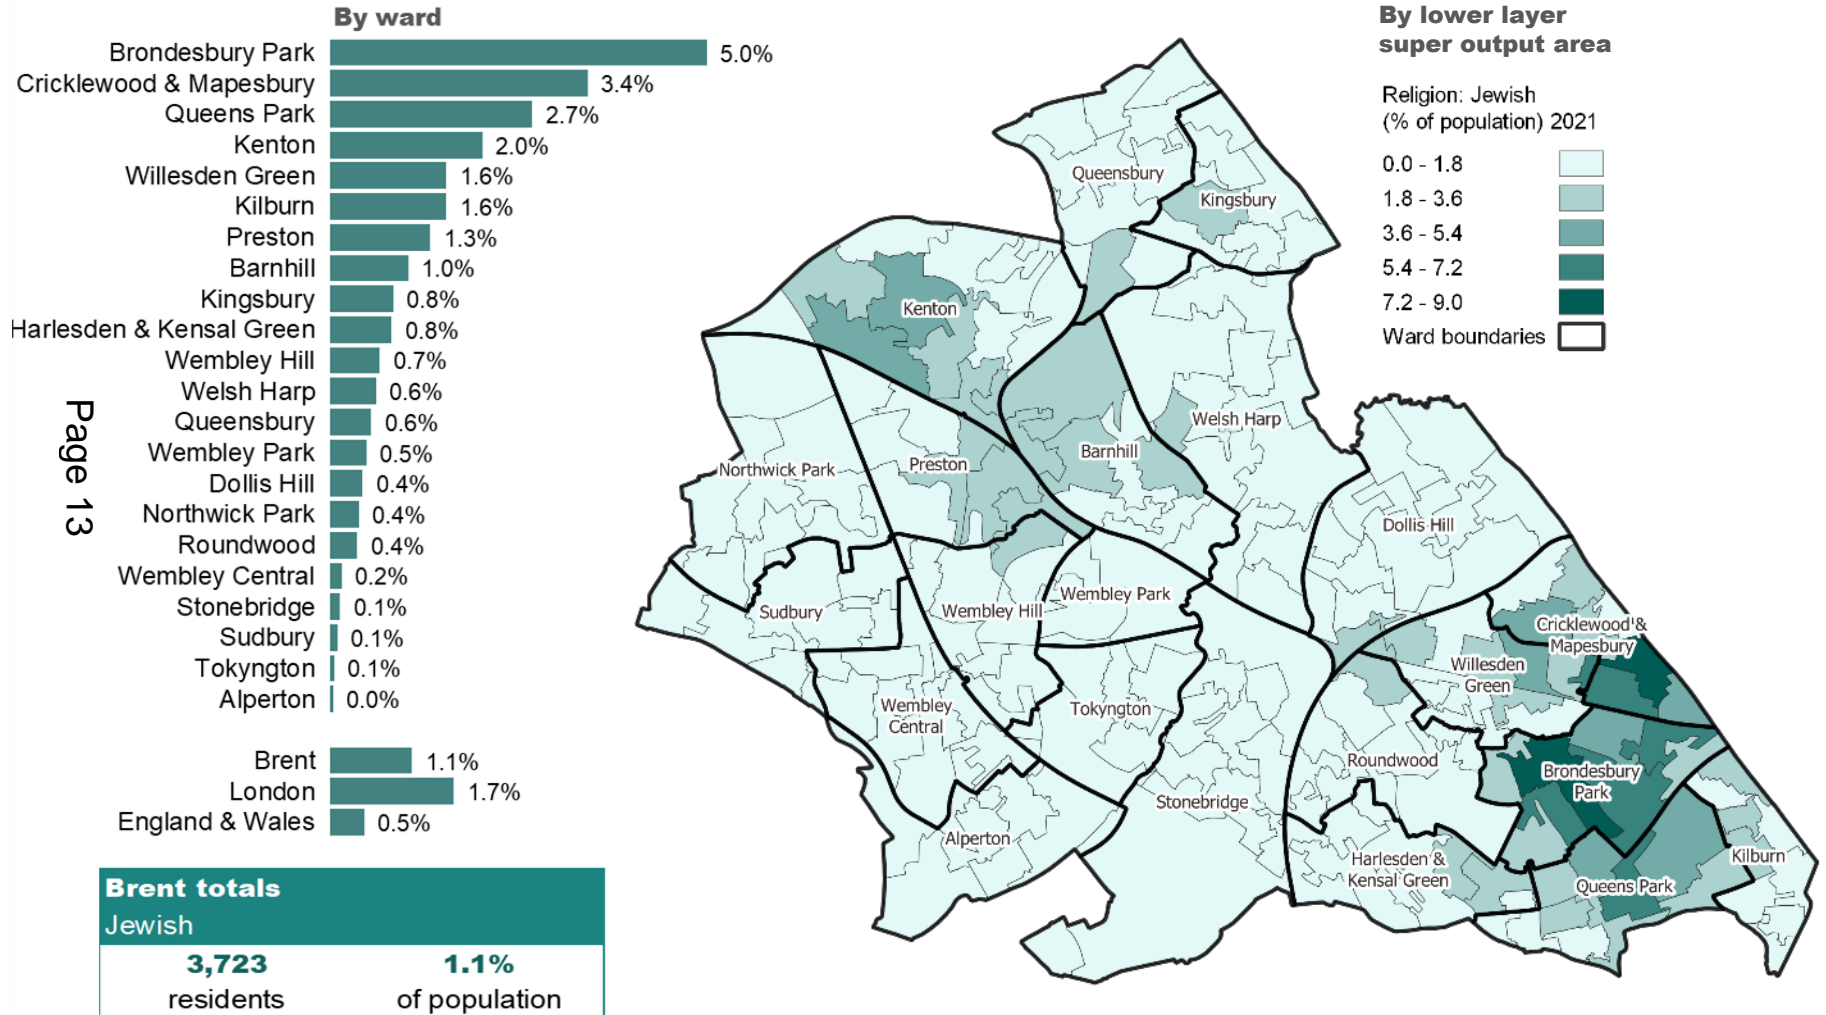 By ward
Brondesbury Park 5.0%
Cricklewood & Mapesbury 3.4%
Queens Park 2.7%
Kenton 2.0%
Willesden Green 1.6%
Kilburn 1.6%
Preston 1.3%
Barnhill 1.0%
Kingsbury 0.8%
Harlesden & Kensal Green 0.8%
Wembley Hill 0.7%
Welsh Harp 0.6%
Queensbury 0.6%
Wembley Park 0.5%
Dollis Hill 0.4%
Northwick Park 0.4%
Roundwood 0.4%
Wembley Central 0.2%
Stonebridge 0.1%
Sudbury 0.1%
Tokyngton 0.1%
Alperton 0.0%
Brent 1.1%
London 1.7%
England & Wales 0.5%
Page 13
Brent totals
Jewish
3,723 1.1%
residents of population
By lower layer
super output area
Religion: Jewish
(% of population) 2021
0.0 - 1.8
1.8 - 3.6
3.6 - 5.4
5.4 - 7.2
7.2 - 9.0
Ward boundaries
Queensbury
Kingsbury
Kenton
Welsh Harp
Barnhill
Preston
Northwick Park
Dollis Hill
Wembley Park
Wembley Hill
Sudbury
Cricklewood &
Mapesbury
Willesden
Green
Wembley
Central
Tokyngton
Roundwood
Brondesbury
Park
Stonebridge
Alperton
Harlesden &
Kensal Green
Kilburn
Queens Park